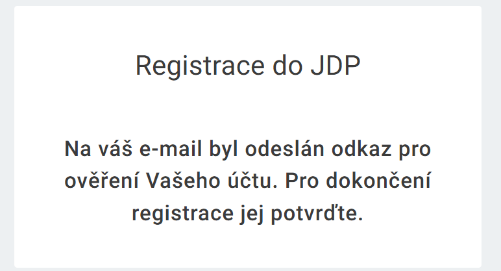 Registrace do JDP
Na váš e-mail byl odeslán odkaz pro
ověření Vašeho účtu. Pro dokončení
registrace jej potvrďte.